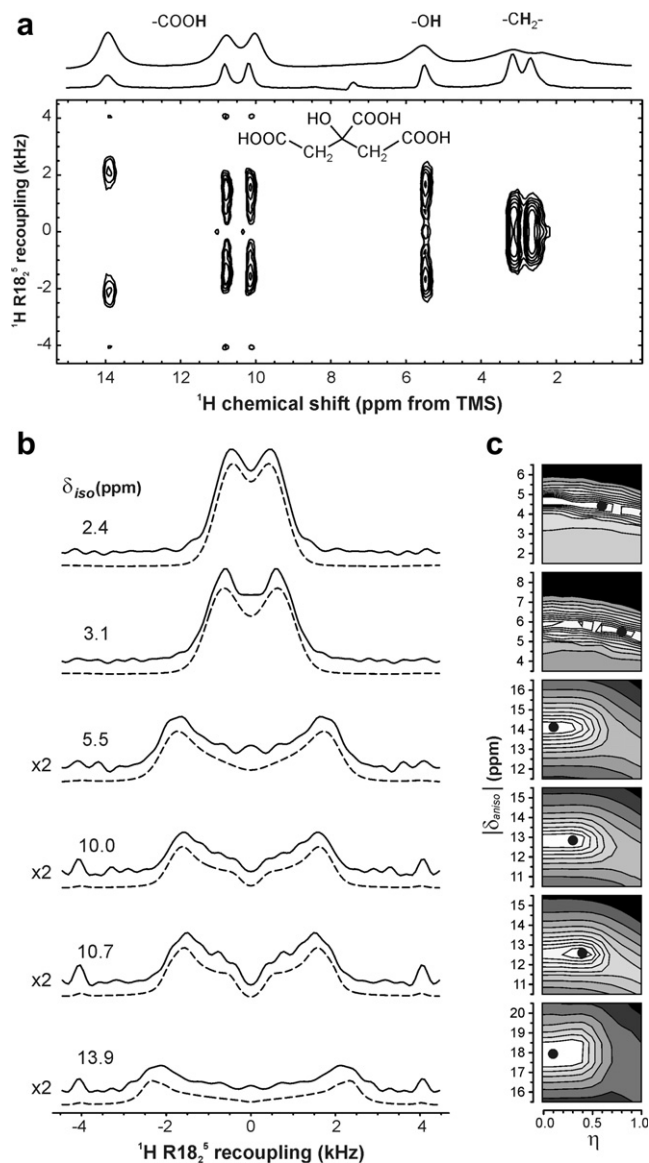 a
-COOH
-OH
-CH2-
4
2
0
-2
-4
¹H R18₂⁵ recoupling (kHz)
HO COOH
HOOC COOH
CH₂ CH₂
14 12 10 8 6 4 2
¹H chemical shift (ppm from TMS)
b
δiso(ppm)
2.4
3.1
5.5
x2
10.0
x2
10.7
x2
13.9
x2
-4 -2 0 2 4
¹H R18₂⁵ recoupling (kHz)
c
6
5
4
3
2
8
7
6
5
4
16
15
14
13
12
15
14
13
12
11
15
14
13
12
11
20
19
18
17
16
|δaniso| (ppm)
0.0 0.5 1.0
η